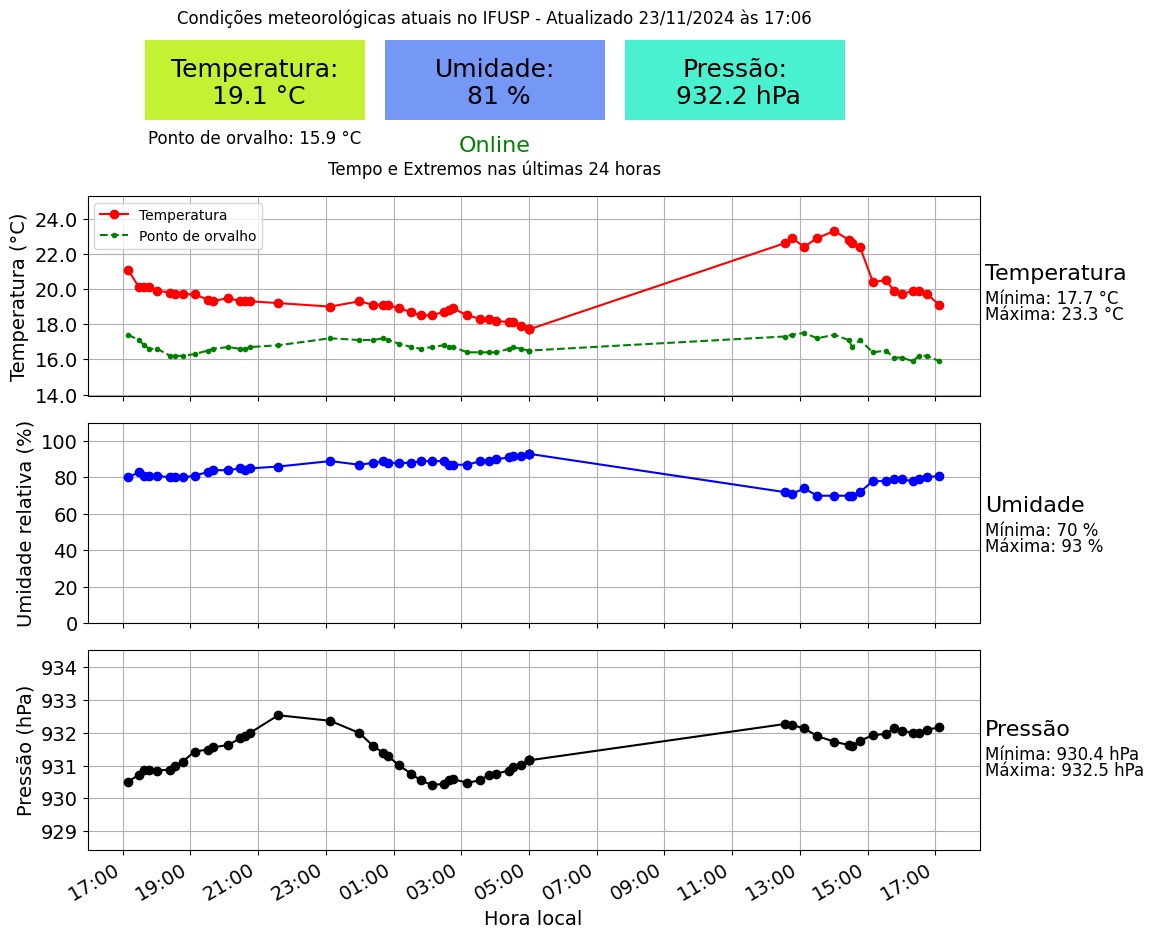 Condições meteorológicas atuais no IFUSP - Atualizado 23/11/2024 às 17:06
Temperatura:
19.1 °C
Umidade:
81 %
Pressão:
932.2 hPa
Ponto de orvalho: 15.9 °C
Online
Tempo e Extremos nas últimas 24 horas
Temperatura (°C)
24.0
22.0
20.0
18.0
16.0
14.0
Temperatura
Ponto de orvalho
Temperatura
Mínima: 17.7 °C
Máxima: 23.3 °C
Umidade relativa (%)
100
80
60
40
20
0
Umidade
Mínima: 70 %
Máxima: 93 %
Pressão (hPa)
934
933
932
931
930
929
Pressão
Mínima: 930.4 hPa
Máxima: 932.5 hPa
17:00 19:00 21:00 23:00 01:00 03:00 05:00 07:00 09:00 11:00 13:00 15:00 17:00
Hora local